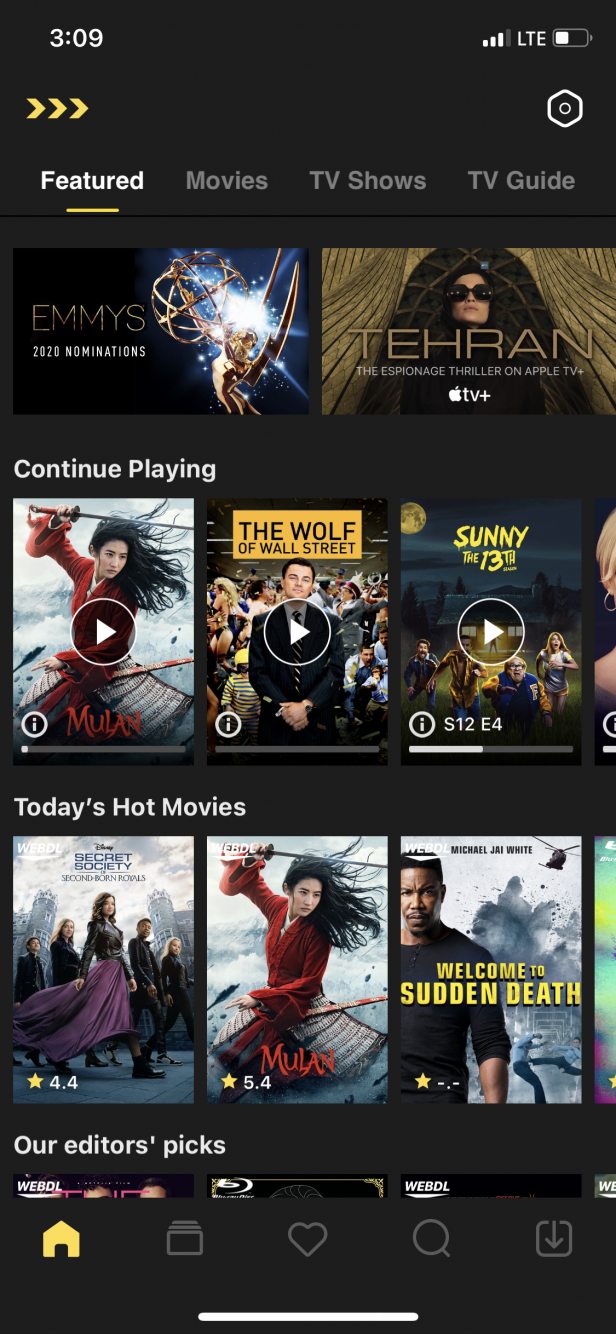 3:09
LTE
Featured
Movies
TV Shows
TV Guide
EMMYS
2020 NOMINATIONS
TEHRAN
THE ESPIONAGE THRILLER ON APPLE TV+
tv+
Continue Playing
MULAN
THE WOLF
OF WALL STREET
SUNNY
THE 13TH
SEASON
S12 E4
Today’s Hot Movies
WEBDL
Disney
SECRET
SOCIETY
OF
SECOND-BORN ROYALS
4.4
WEBDL
MULAN
5.4
WEBDL
MICHAEL JAI WHITE
WELCOME TO
SUDDEN DEATH
-.-
Our editors' picks
WEBDL
A NETFLIX FILM
THE
WEBDL